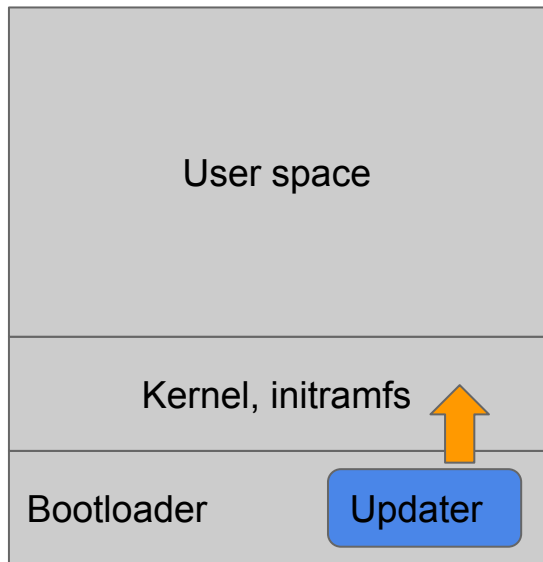 User space
Kernel, initramfs
Bootloader
Updater